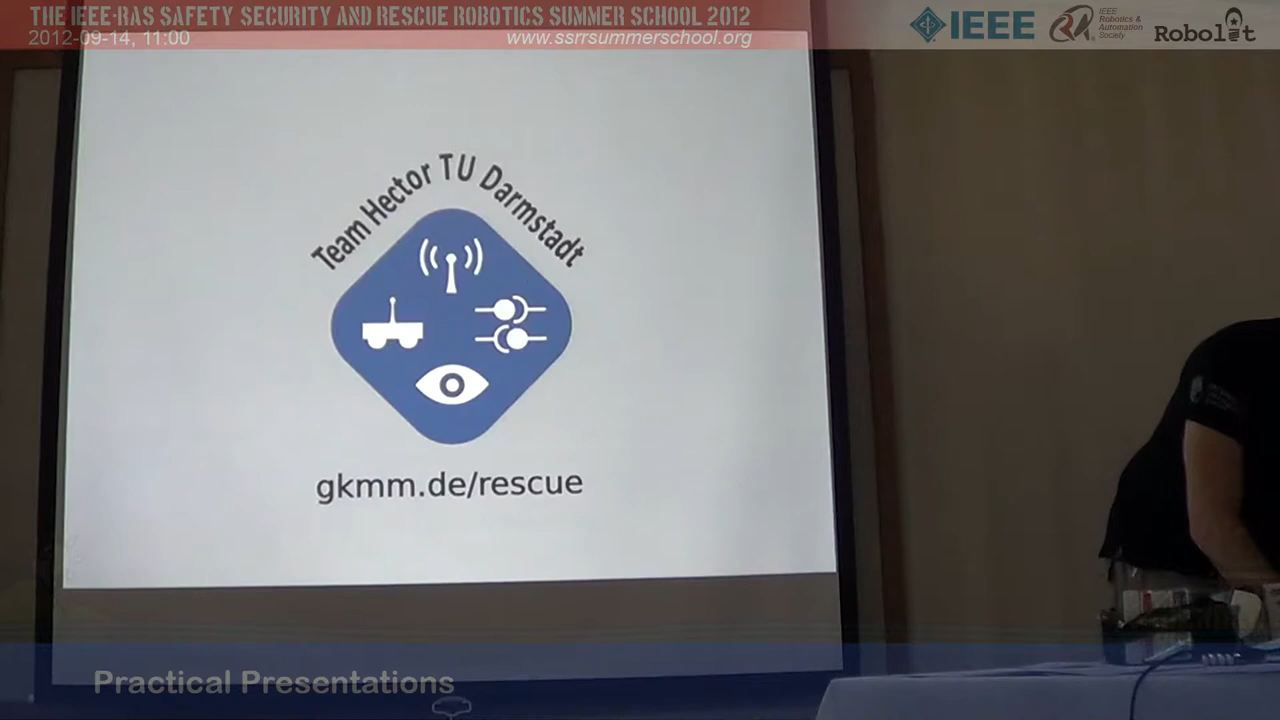 THE IEEE-RAS SAFETY SECURITY AND RESCUE ROBOTICS SUMMER SCHOOL 2012
2012-09-14, 11:00
www.ssrrsummerschool.org
IEEE
IEEE
Robotics &
Automation
Society
Robolit
Team Hector TU Darmstadt
gkmm.de/rescue
Practical Presentations